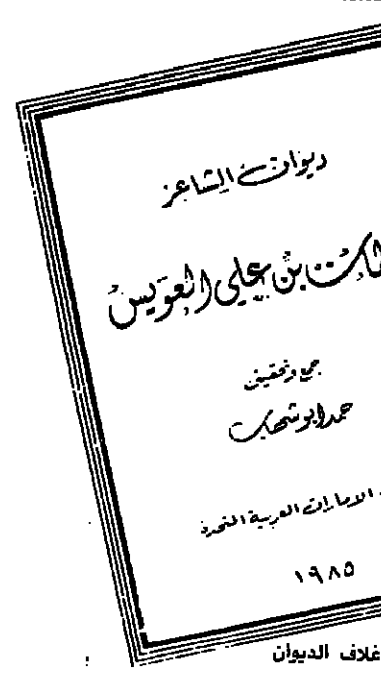 ديوان الشاعر
بن علي العويس
جمع وتحقيق
حمد أبو شهاب
الإمارات العربية المتحدة
١٩٨٥
غلاف الديوان